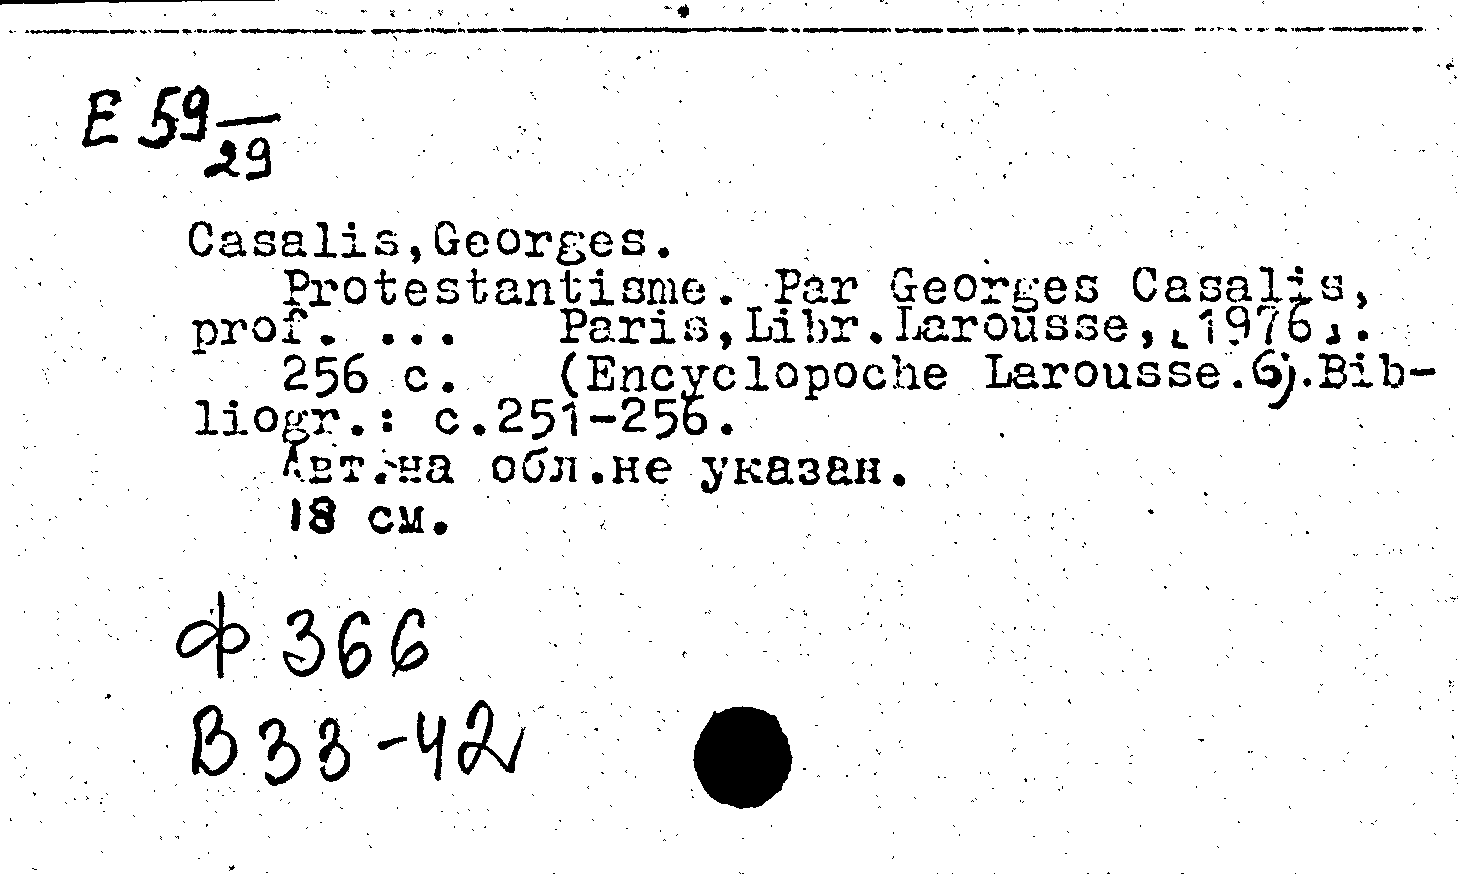 E 59/29
Casalis,Georges.
Protestantisme. Par Georges Casalis,
prof. ... Paris,Libr.Larousse,[1976].
256 с. (Encyclopoche Larousse.6).Bib-
liogr.: с.251-256.
Авт.на обл.не указан.
18 см.
Ф 366
В 33-42